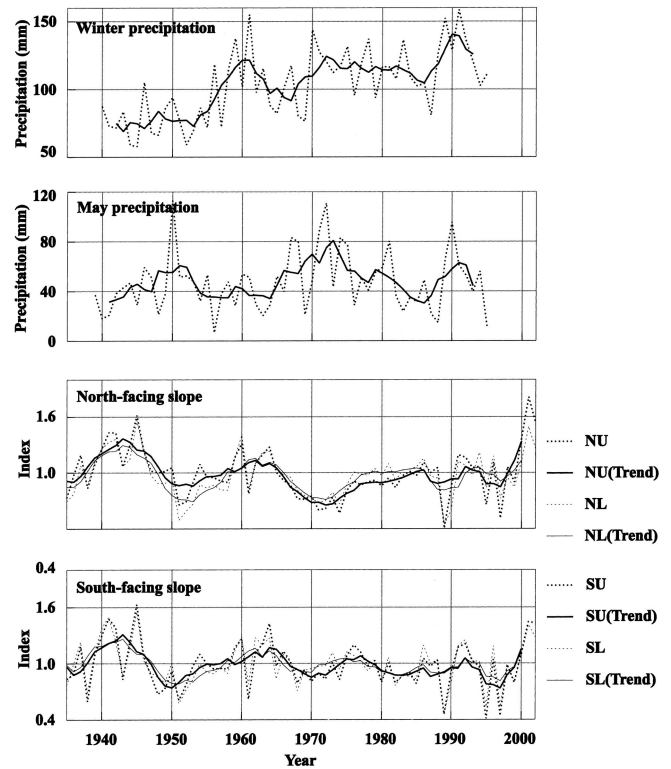 Winter precipitation
Precipitation (mm)
150
100
50
May precipitation
Precipitation (mm)
120
80
40
0
North-facing slope
Index
1.6
1.0
0.4
NU
NU(Trend)
NL
NL(Trend)
South-facing slope
Index
1.6
1.0
0.4
SU
SU(Trend)
SL
SL(Trend)
1940 1950 1960 1970 1980 1990 2000
Year